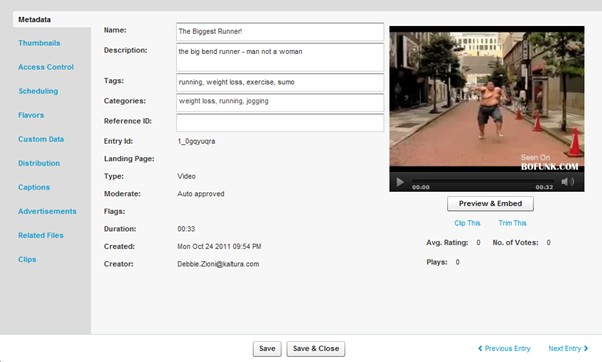 Metadata
Thumbnails
Access Control
Scheduling
Flavors
Custom Data
Distribution
Captions
Advertisements
Related Files
Clips
Name: The Biggest Runner!
Description: the big bend runner - man not a woman
Tags: running, weight loss, exercise, sumo
Categories: weight loss, running, jogging
Reference ID:
Entry Id: 1_0gqyuqra
Landing Page:
Type: Video
Moderate: Auto approved
Flags:
Duration: 00:33
Created: Mon Oct 24 2011 09:54 PM
Creator: Debbie.Zioni@kaltura.com
Seen On
BOFUNK.COM
00:00 00:32
Preview & Embed
Clip This Trim This
Avg. Rating: 0 No. of Votes: 0
Plays: 0
Save Save & Close Previous Entry Next Entry